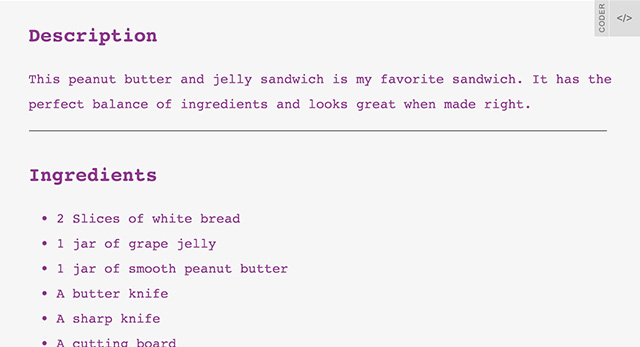 CODER
</>
Description
This peanut butter and jelly sandwich is my favorite sandwich. It has the
perfect balance of ingredients and looks great when made right.
Ingredients
• 2 Slices of white bread
• 1 jar of grape jelly
• 1 jar of smooth peanut butter
• A butter knife
• A sharp knife
• A cutting board